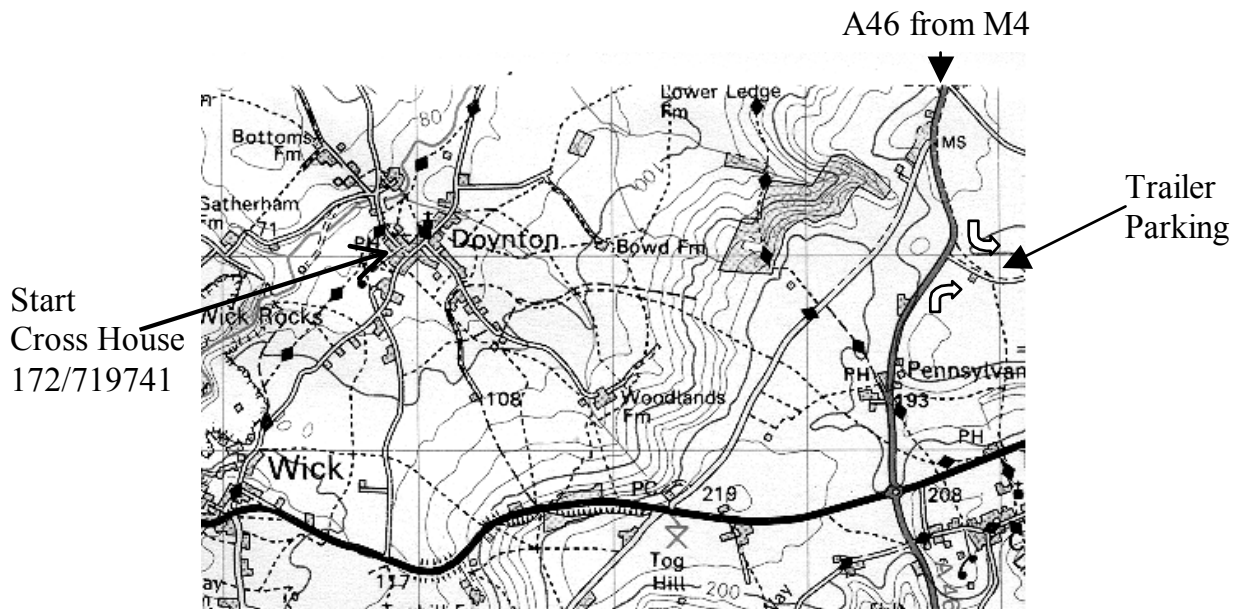 A46 from M4
Lower Ledge
Fm
80
Bottoms
Fm
MS
100
Trailer
Parking
71
PH
Doynton
Bowd Fm
Start
Cross House
172/719741
Wick Rocks
108
Woodlands
Fm
PH
Pennsylvan
193
PH
Wick
PC
219
208
Tog
Hill
117
200